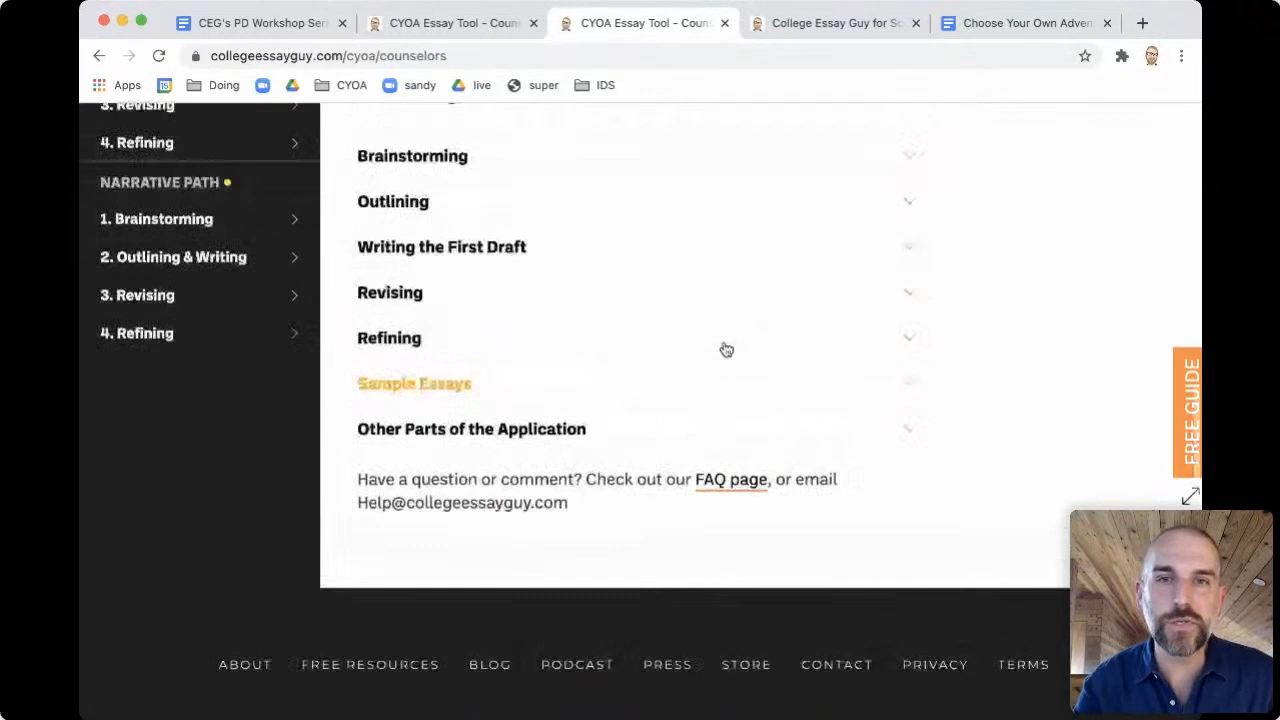 CEG's PD Workshop Ser
CYOA Essay Tool - Couns
CYOA Essay Tool - Couns
College Essay Guy for Sc
Choose Your Own Adven
collegeessayguy.com/cyoa/counselors
Apps
Doing
CYOA
sandy
live
super
IDS
3. Revising
4. Refining
NARRATIVE PATH
1. Brainstorming
2. Outlining & Writing
3. Revising
4. Refining
Brainstorming
Outlining
Writing the First Draft
Revising
Refining
Sample Essays
Other Parts of the Application
Have a question or comment? Check out our FAQ page, or email
Help@collegeessayguy.com
FREE GUIDE
ABOUT
FREE RESOURCES
BLOG
PODCAST
PRESS
STORE
CONTACT
PRIVACY
TERMS